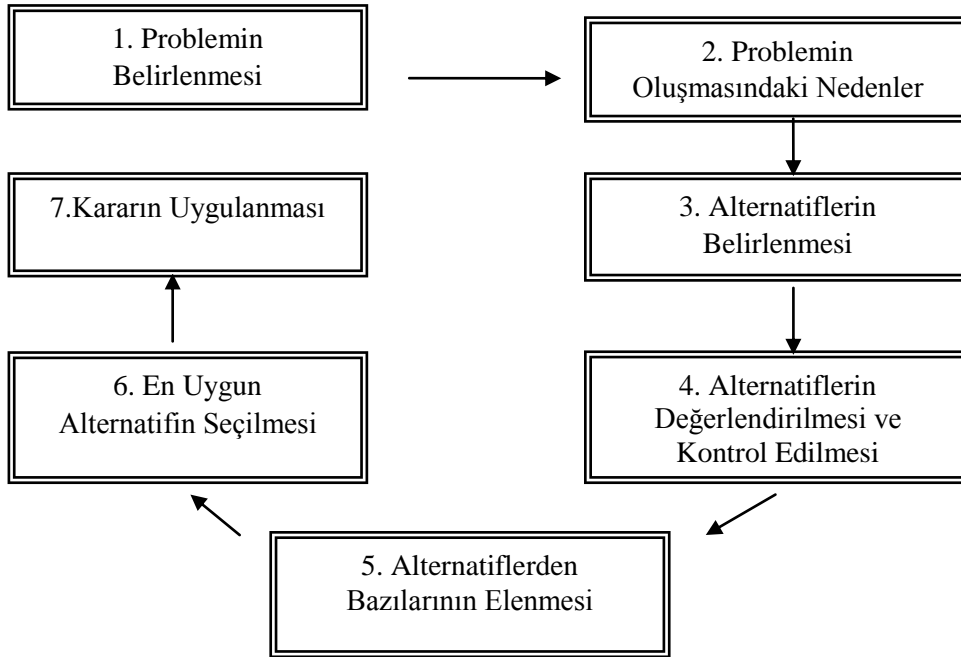 1. Problemin
Belirlenmesi
2. Problemin
Oluşmasındaki Nedenler
3. Alternatiflerin
Belirlenmesi
4. Alternatiflerin
Değerlendirilmesi ve
Kontrol Edilmesi
5. Alternatiflerden
Bazılarının Elenmesi
6. En Uygun
Alternatifin Seçilmesi
7.Kararın Uygulanması